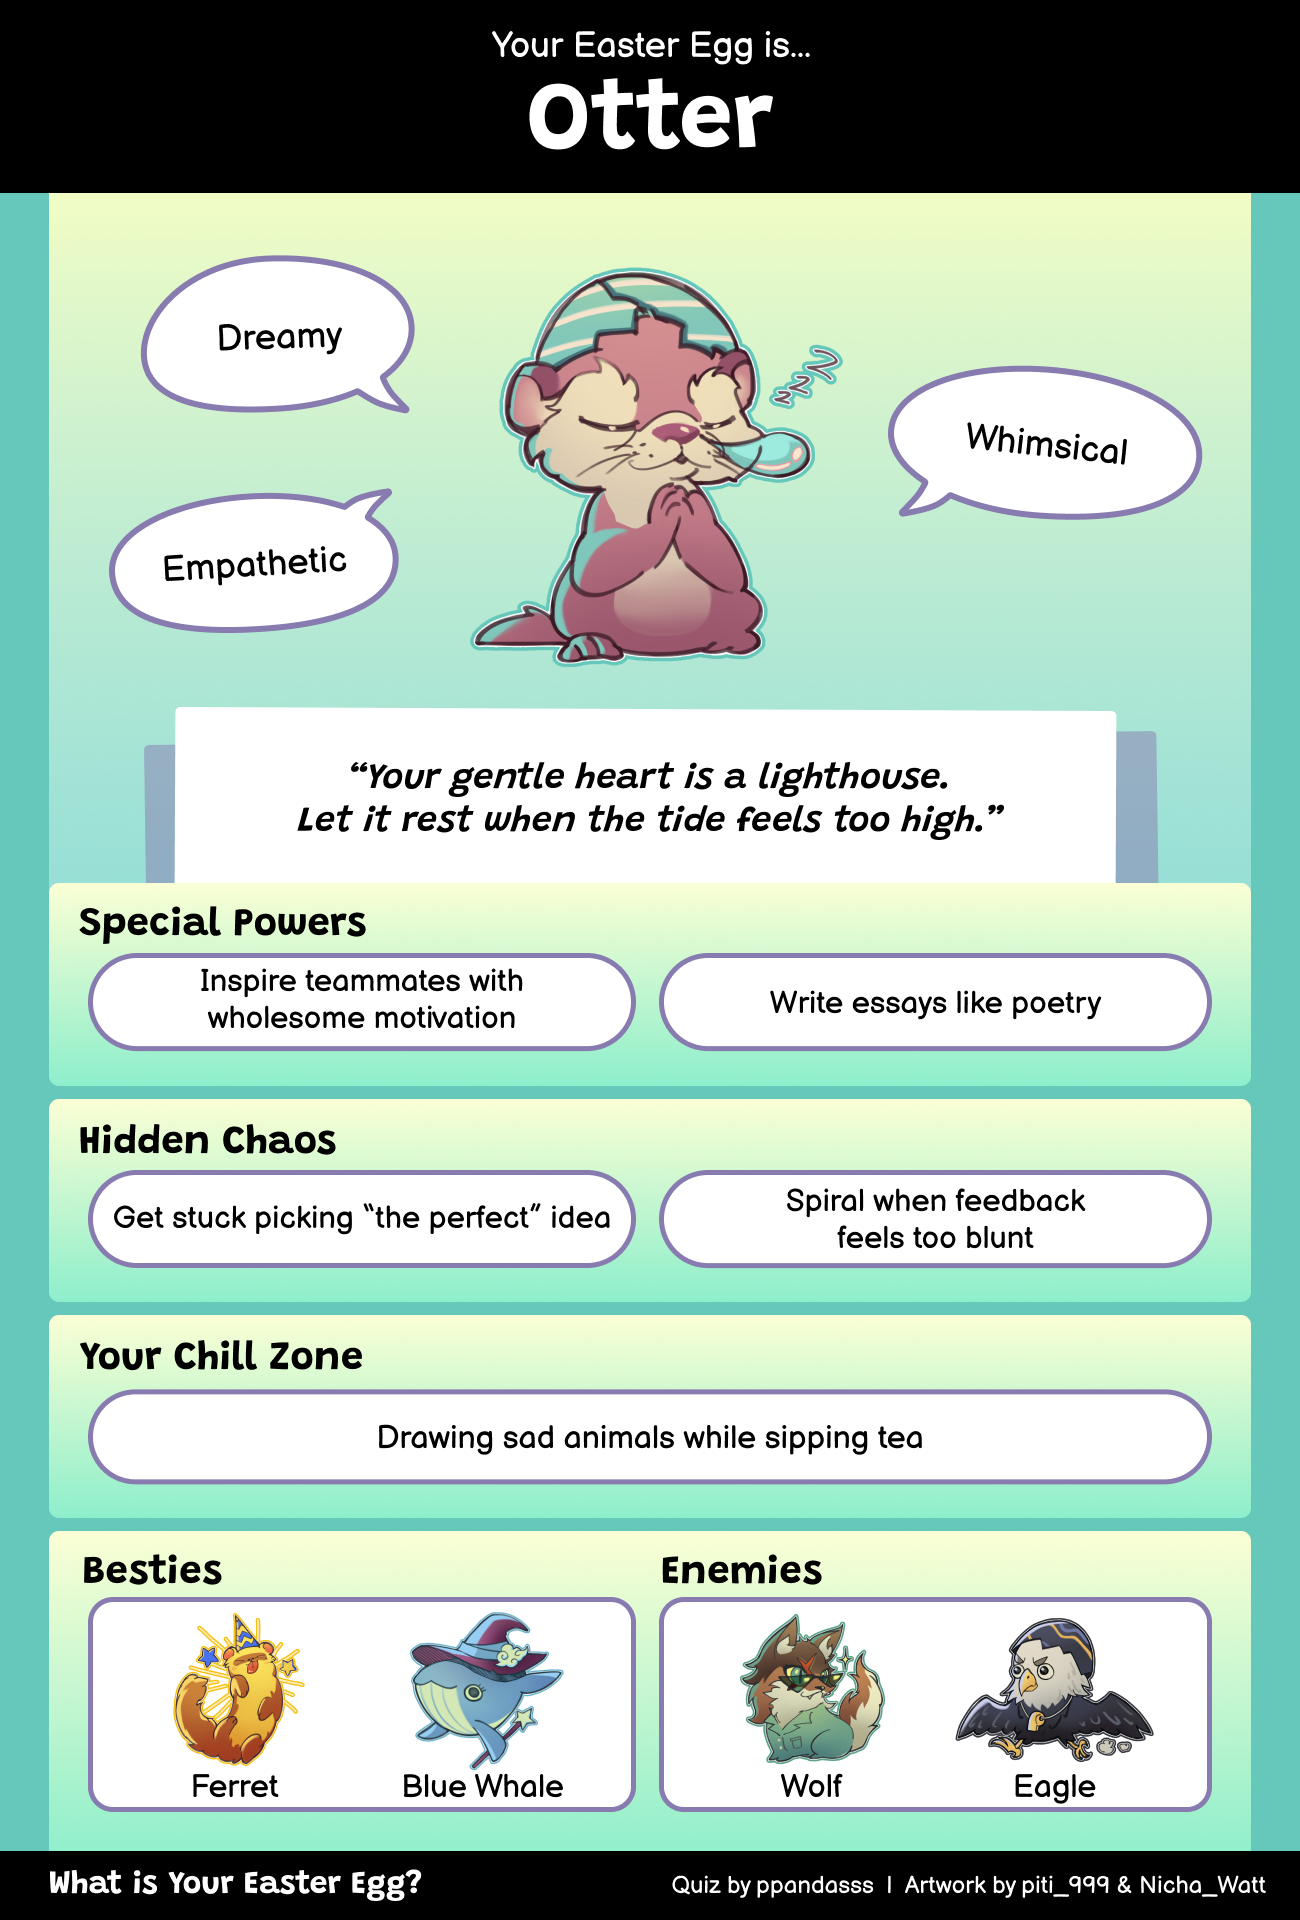 Your Easter Egg is...
Otter
Dreamy
Whimsical
Empathetic
zzz
“Your gentle heart is a lighthouse.
Let it rest when the tide feels too high.”
Special Powers
Inspire teammates with
wholesome motivation
Write essays like poetry
Hidden Chaos
Get stuck picking “the perfect” idea
Spiral when feedback
feels too blunt
Your Chill Zone
Drawing sad animals while sipping tea
Besties
Ferret
Blue Whale
Enemies
Wolf
Eagle
What is Your Easter Egg?
Quiz by ppandasss | Artwork by piti_999 & Nicha_Watt